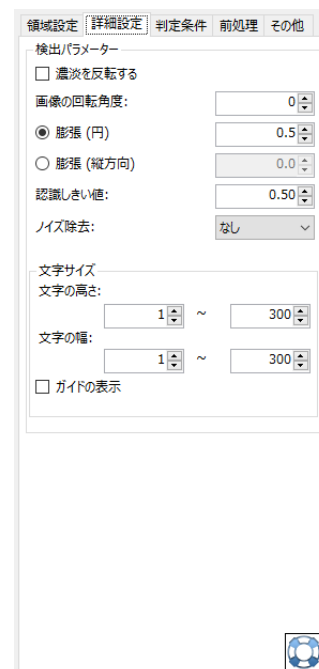 領域設定 詳細設定 判定条件 前処理 その他
検出パラメーター
濃淡を反転する
画像の回転角度: 0
膨張 (円) 0.5
膨張 (縦方向) 0.0
認識しきい値: 0.50
ノイズ除去: なし
文字サイズ
文字の高さ:
1 ~ 300
文字の幅:
1 ~ 300
ガイドの表示